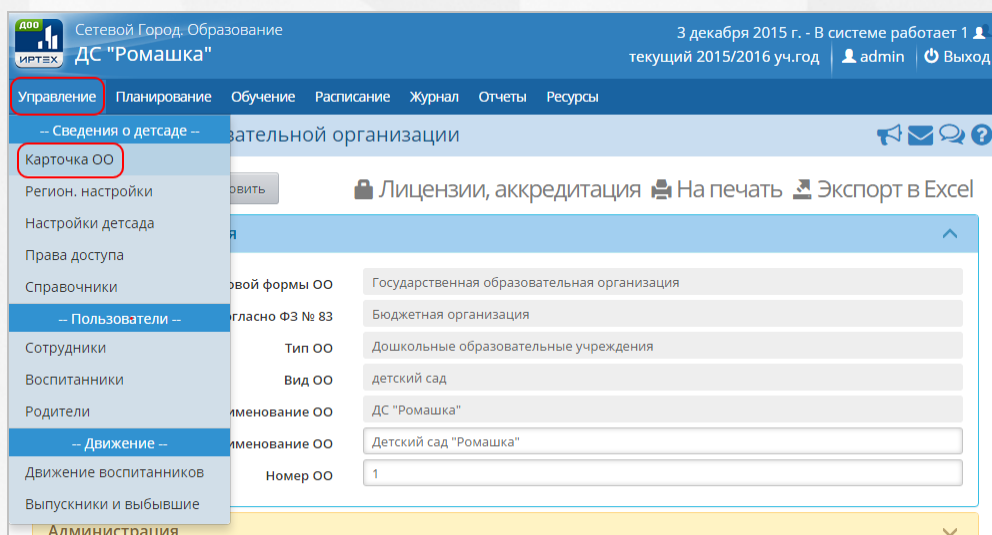 ДОО
ИРТЕХ
Сетевой Город. Образование
ДС "Ромашка"
3 декабря 2015 г. - В системе работает 1
текущий 2015/2016 уч.год admin Выход
Управление Планирование Обучение Расписание Журнал Отчеты Ресурсы
-- Сведения о детсаде --
Карточка ОО
Регион. настройки
Настройки детсада
Права доступа
Справочники
-- Пользователи --
Сотрудники
Воспитанники
Родители
-- Движение --
Движение воспитанников
Выпускники и выбывшие
вательной организации
овить Лицензии, аккредитация На печать Экспорт в Excel
я
овой формы ОО Государственная образовательная организация
огласно ФЗ № 83 Бюджетная организация
Тип ОО Дошкольные образовательные учреждения
Вид ОО детский сад
именование ОО ДС "Ромашка"
именование ОО Детский сад "Ромашка"
Номер ОО 1
Администрация